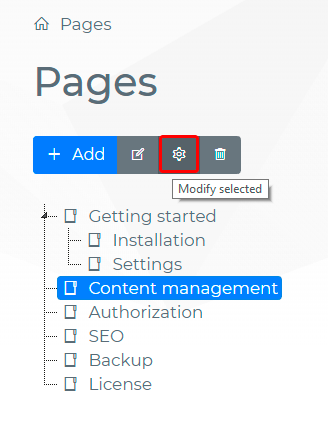 Pages
Pages
+ Add
Modify selected
Getting started
Installation
Settings
Content management
Authorization
SEO
Backup
License